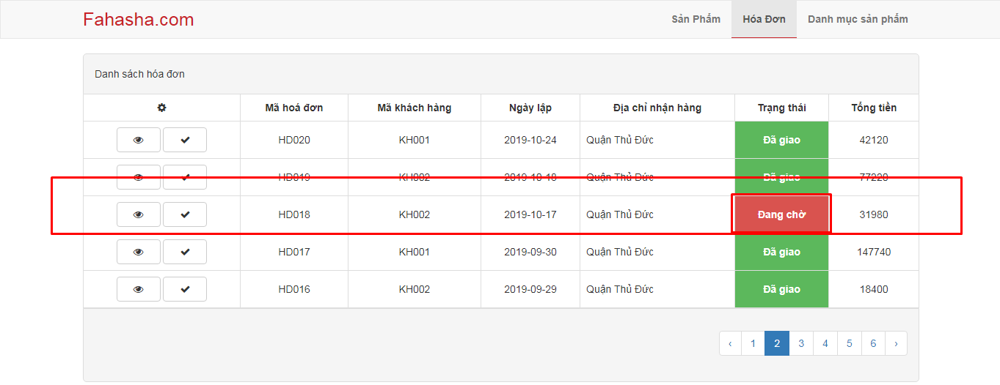 Fahasha.com Sản Phẩm Hóa Đơn Danh mục sản phẩm
Danh sách hóa đơn
Mã hoá đơn Mã khách hàng Ngày lập Địa chỉ nhận hàng Trạng thái Tổng tiền
HD020 KH001 2019-10-24 Quận Thủ Đức Đã giao 42120
HD019 KH002 2019-10-18 Quận Thủ Đức Đã giao 77220
HD018 KH002 2019-10-17 Quận Thủ Đức Đang chờ 31980
HD017 KH001 2019-09-30 Quận Thủ Đức Đã giao 147740
HD016 KH002 2019-09-29 Quận Thủ Đức Đã giao 18400
‹ 1 2 3 4 5 6 ›